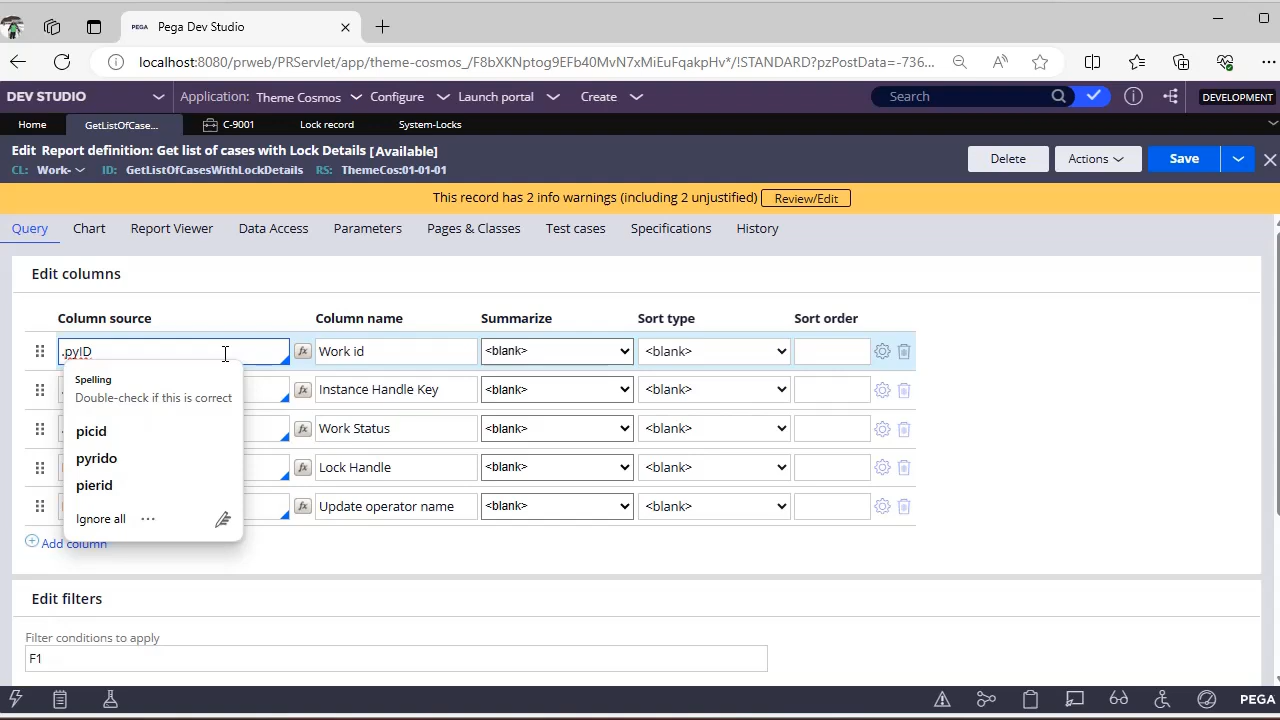 PEGA Pega Dev Studio
localhost:8080/prweb/PRServlet/app/theme-cosmos_/F8bXKNptog9EFb40MvN7xMiEuFqakpHv*/!STANDARD?pzPostData=-736...
DEV STUDIO Application: Theme Cosmos Configure Launch portal Create Search DEVELOPMENT
Home GetListOfCase... C-9001 Lock record System-Locks
Edit Report definition: Get list of cases with Lock Details [Available]
CL: Work- ID: GetListOfCasesWithLockDetails RS: ThemeCos:01-01-01
Delete Actions Save
This record has 2 info warnings (including 2 unjustified) Review/Edit
Query Chart Report Viewer Data Access Parameters Pages & Classes Test cases Specifications History
Edit columns
Column source Column name Summarize Sort type Sort order
.pyID fx Work id <blank> <blank>
fx Instance Handle Key <blank> <blank>
fx Work Status <blank> <blank>
fx Lock Handle <blank> <blank>
fx Update operator name <blank> <blank>
Spelling
Double-check if this is correct
picid
pyrido
pierid
Ignore all ...
Add column
Edit filters
Filter conditions to apply
F1
PEGA